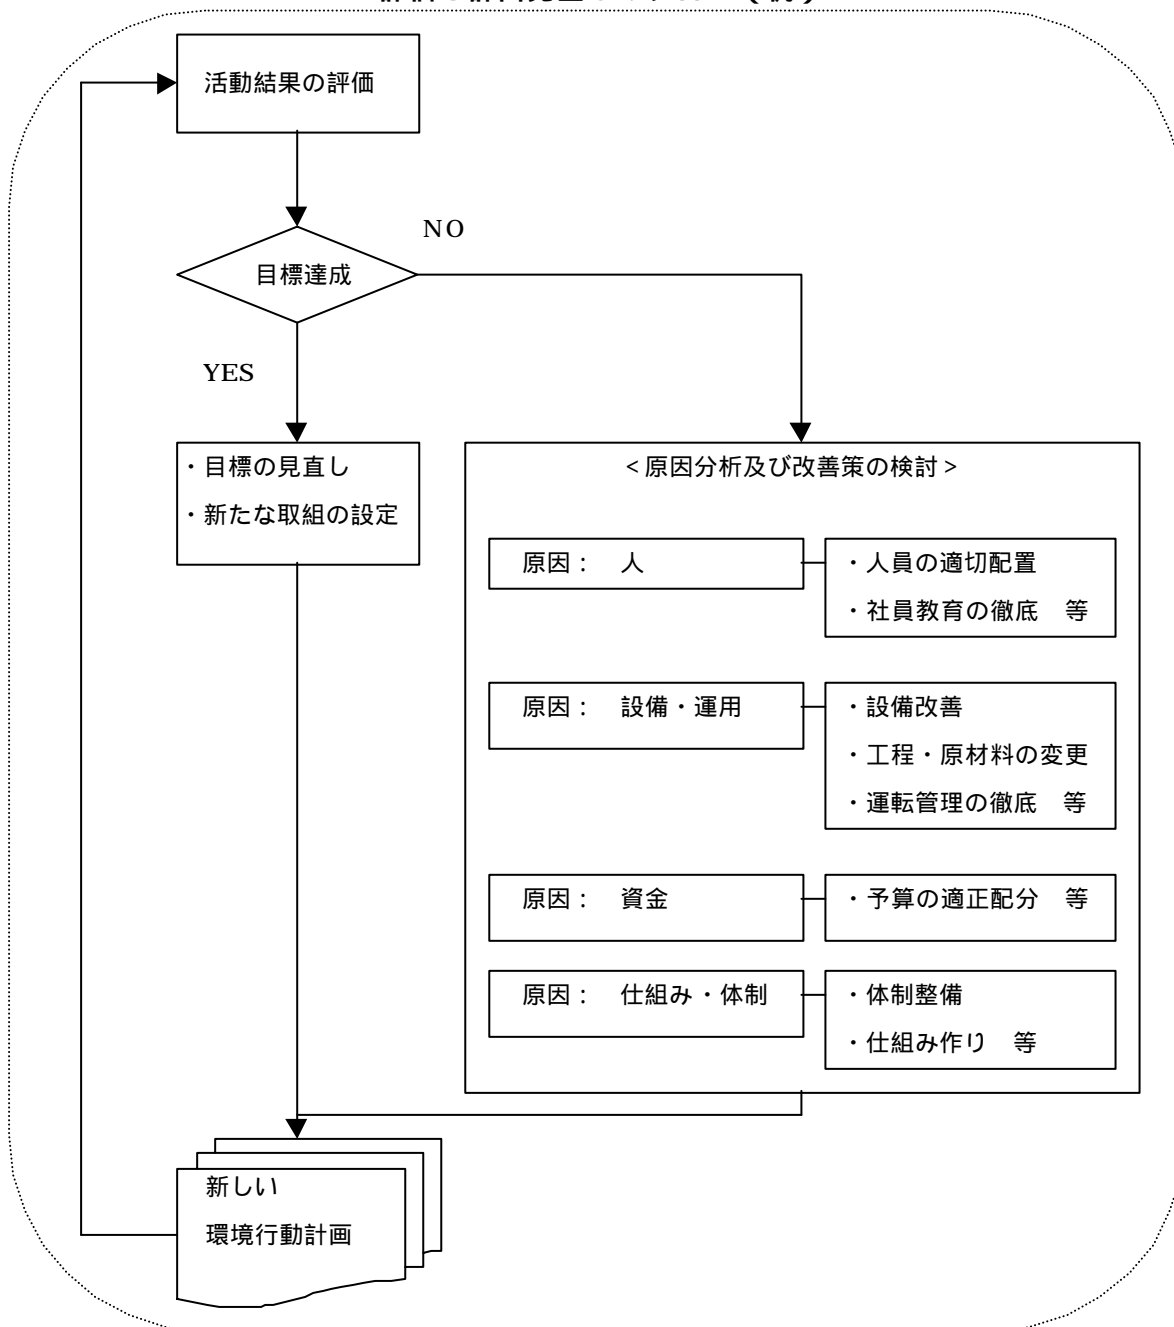 活動結果の評価
NO
目標達成
YES
・目標の見直し
・新たな取組の設定
<原因分析及び改善策の検討>
原因： 人
・人員の適切配置
・社員教育の徹底　等
原因： 設備・運用
・設備改善
・工程・原材料の変更
・運転管理の徹底　等
原因： 資金
・予算の適正配分　等
原因： 仕組み・体制
・体制整備
・仕組み作り　等
新しい
環境行動計画